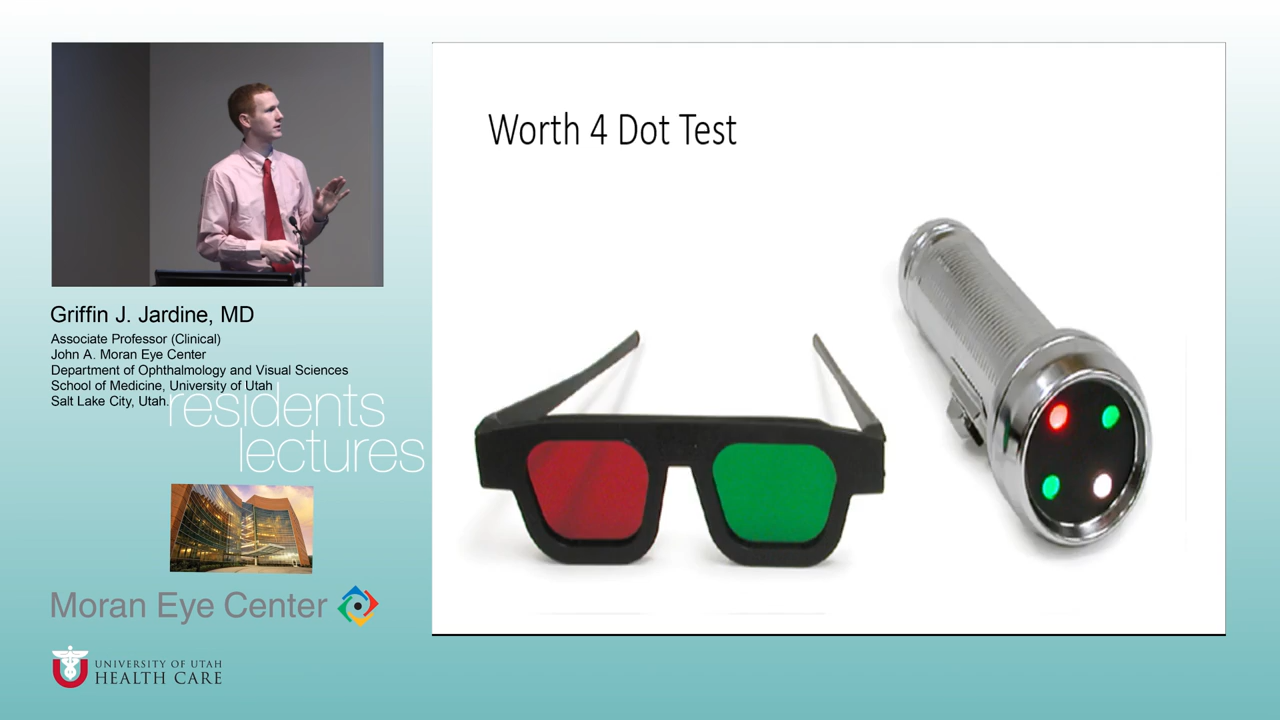 Worth 4 Dot Test
Griffin J. Jardine, MD
Associate Professor (Clinical)
John A. Moran Eye Center
Department of Ophthalmology and Visual Sciences
School of Medicine, University of Utah
Salt Lake City, Utah.
residents
lectures
Moran Eye Center
UNIVERSITY OF UTAH
HEALTH CARE